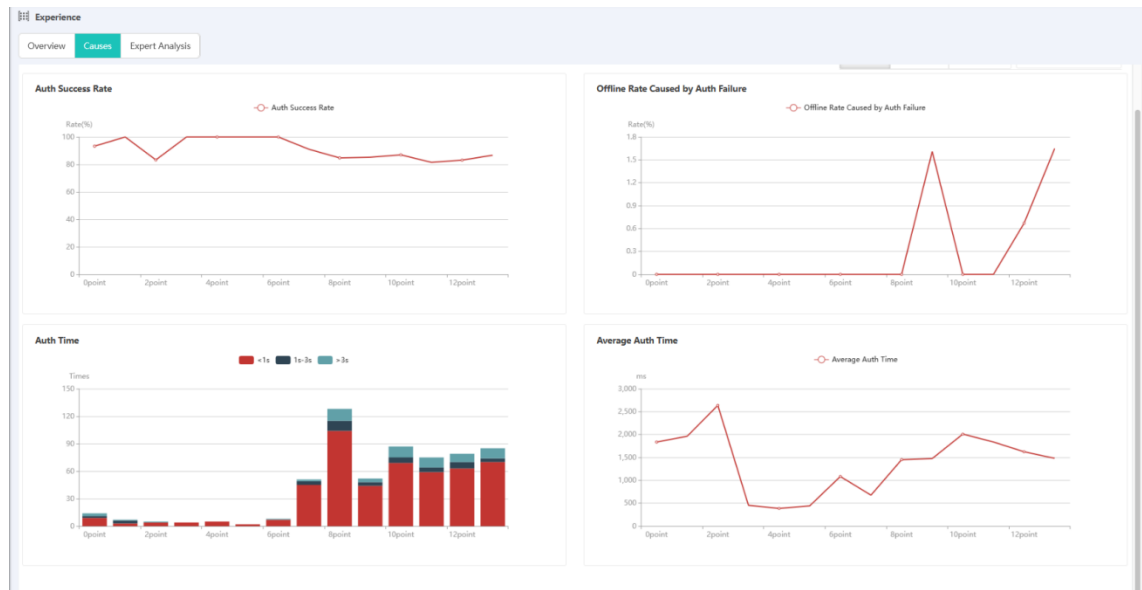 Experience
Overview Causes Expert Analysis
Auth Success Rate
Auth Success Rate
Rate(%)
100
80
60
40
20
0
0point 2point 4point 6point 8point 10point 12point
Offline Rate Caused by Auth Failure
Offline Rate Caused by Auth Failure
Rate(%)
1.8
1.5
1.2
0.9
0.6
0.3
0
0point 2point 4point 6point 8point 10point 12point
Auth Time
<1s 1s-3s >3s
Times
150
120
90
60
30
0
0point 2point 4point 6point 8point 10point 12point
Average Auth Time
Average Auth Time
ms
3,000
2,500
2,000
1,500
1,000
500
0
0point 2point 4point 6point 8point 10point 12point